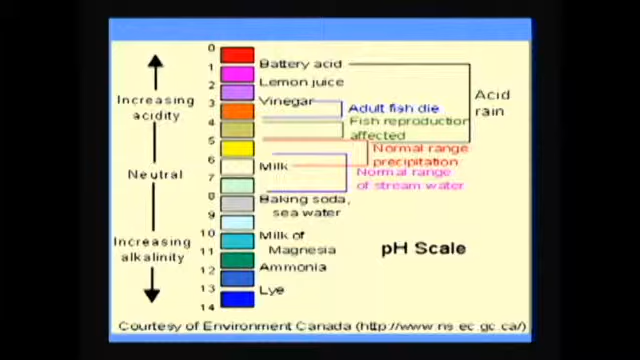 0
1
2
3
4
5
6
7
8
9
10
11
12
13
14
Increasing
acidity
Neutral
Increasing
alkalinity
Battery acid
Lemon juice
Vinegar
Adult fish die
Fish reproduction
affected
Acid
rain
Normal range
precipitation
Milk
Normal range
of stream water
Baking soda,
sea water
Milk of
Magnesia
Ammonia
Lye
pH Scale
Courtesy of Environment Canada (http://www.ns.ec.gc.ca/)